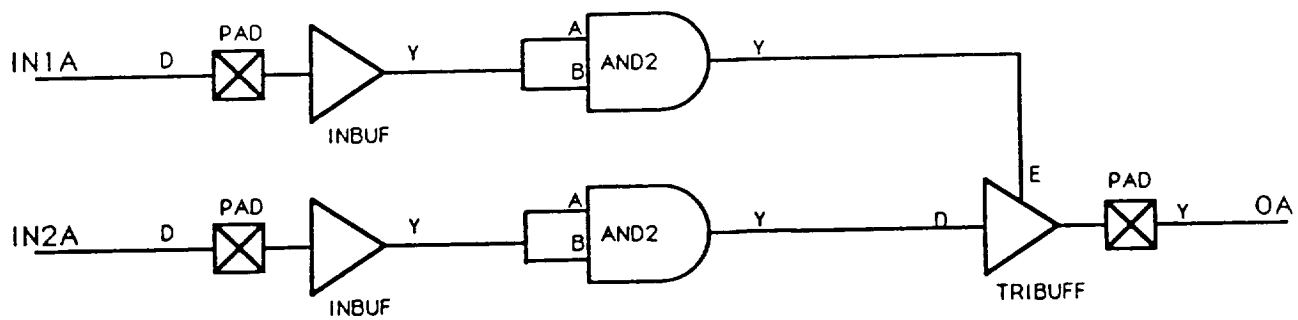 PAD
IN1A
D
Y
A
B
AND2
Y
INBUF
E
PAD
IN2A
D
PAD
Y
A
B
AND2
Y
D
Y
OA
INBUF
TRIBUFF